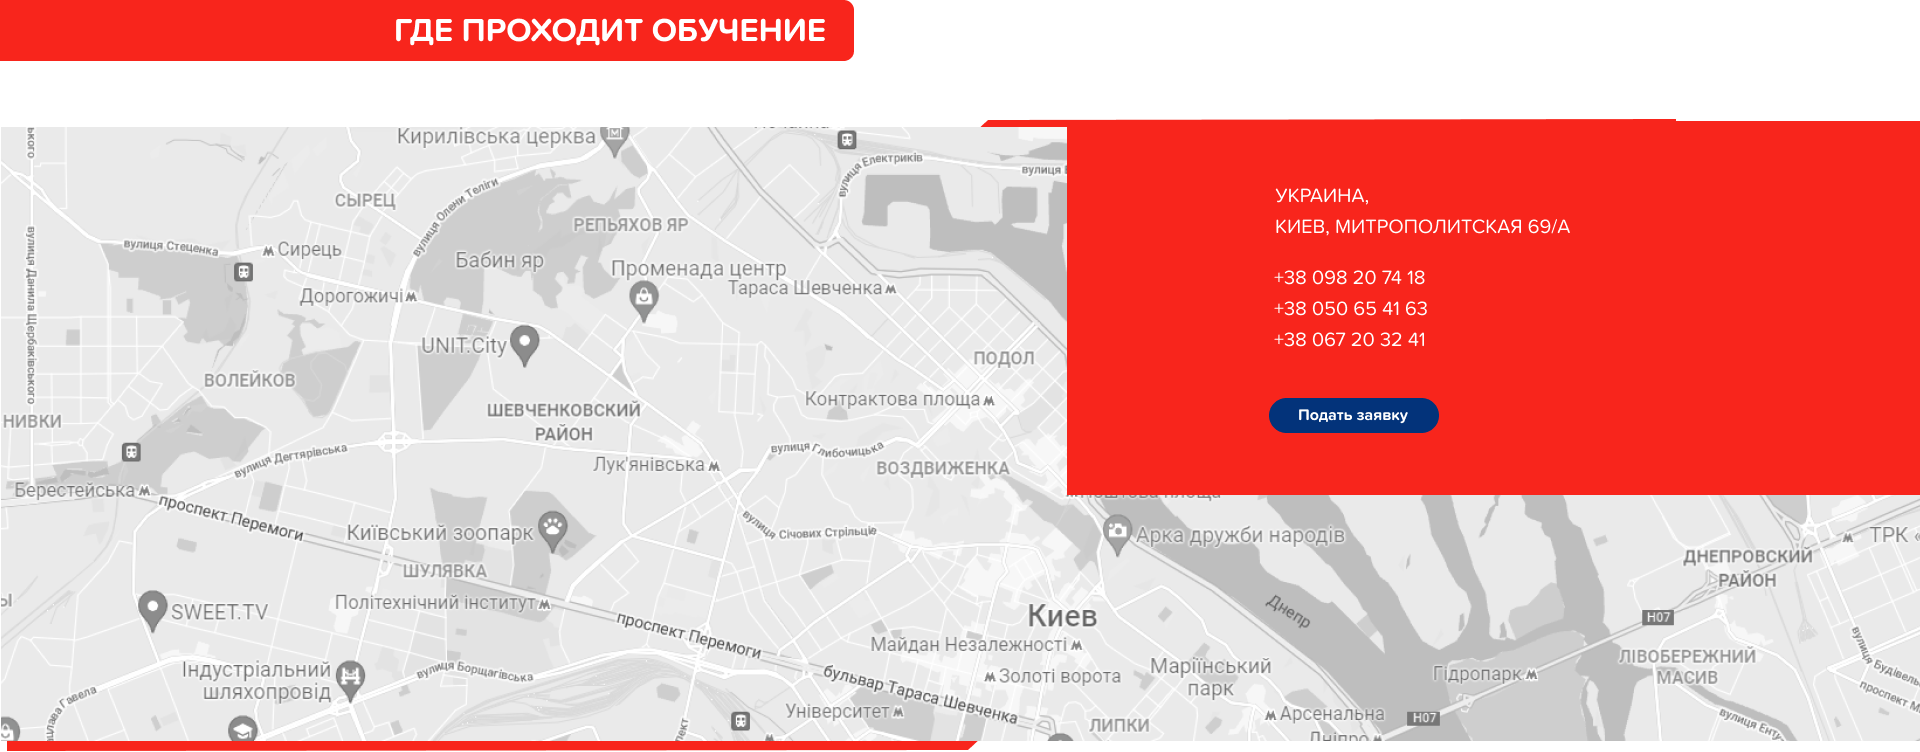 ГДЕ ПРОХОДИТ ОБУЧЕНИЕ
УКРАИНА,
КИЕВ, МИТРОПОЛИТСКАЯ 69/А
+38 098 20 74 18
+38 050 65 41 63
+38 067 20 32 41
Подать заявку
Кирилівська церква
вулиця Електриків
вулиця
СЫРЕЦ
вулиця Олени Теліги
РЕПЬЯХОВ ЯР
вулиця Стеценка
Сирець
Бабин яр
Променада центр
Тараса Шевченка
Дорогожичі
вулиця Данила Щербаківського
UNIT.City
ПОДОЛ
ВОЛЕЙКОВ
Контрактова площа
ШЕВЧЕНКОВСКИЙ
РАЙОН
НИВКИ
вулиця Дегтярівська
вулиця Глибочицька
Лук'янівська
ВОЗДВИЖЕНКА
Берестейська
проспект Перемоги
Київський зоопарк
вулиця Січових Стрільців
Арка дружби народів
ТРК
ДНЕПРОВСКИЙ
РАЙОН
ШУЛЯВКА
Політехнічний інститут
SWEET.TV
Днепр
Киев
H07
проспект Перемоги
Майдан Незалежності
Індустріальний
шляхопровід
вулиця Борщагівська
бульвар Тараса Шевченка
Золоті ворота
Маріїнський
парк
Гідропарк
ЛІВОБЕРЕЖНИЙ
МАСИВ
Університет
ЛИПКИ
Арсенальна
H07
Дніпро